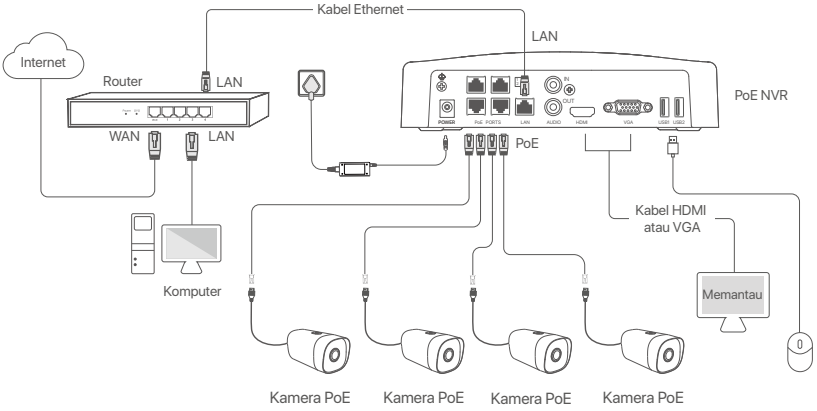 Kabel Ethernet
LAN
Internet
Router
LAN
IN
OUT
PoE NVR
POWER
PoE PORTS
LAN
AUDIO
HDMI
VGA
USB1
USB2
WAN
LAN
PoE
Kabel HDMI
atau VGA
Komputer
Memantau
Kamera PoE
Kamera PoE
Kamera PoE
Kamera PoE